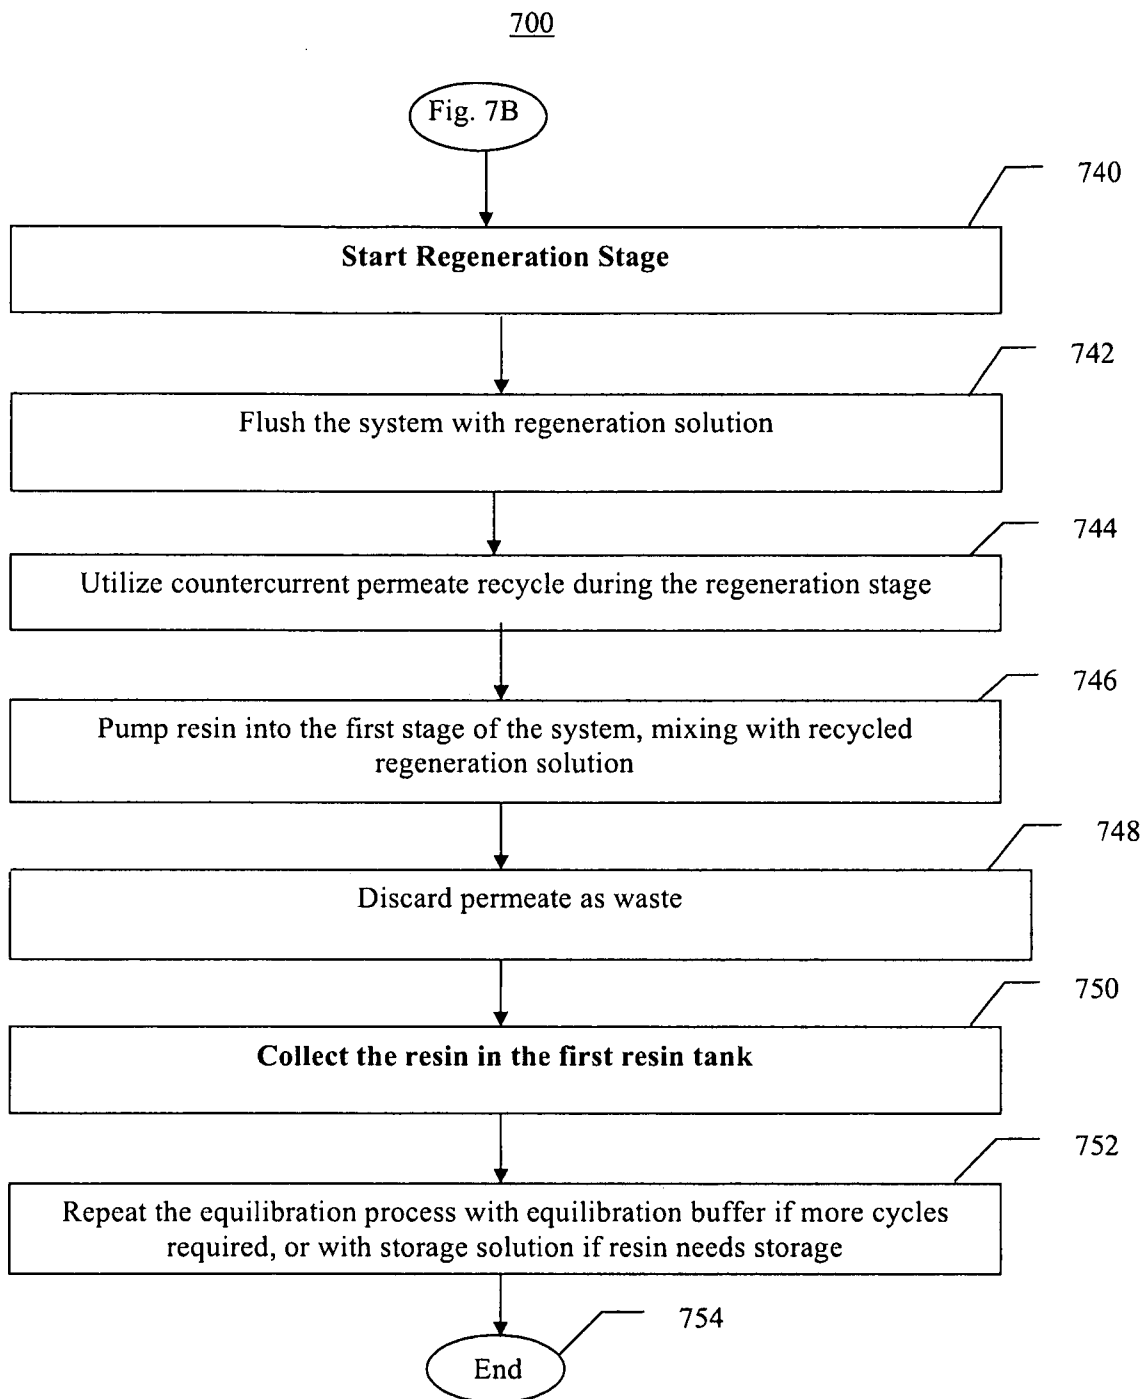 700
Fig. 7B
740
Start Regeneration Stage
742
Flush the system with regeneration solution
744
Utilize countercurrent permeate recycle during the regeneration stage
746
Pump resin into the first stage of the system, mixing with recycled
regeneration solution
748
Discard permeate as waste
750
Collect the resin in the first resin tank
752
Repeat the equilibration process with equilibration buffer if more cycles
required, or with storage solution if resin needs storage
754
End